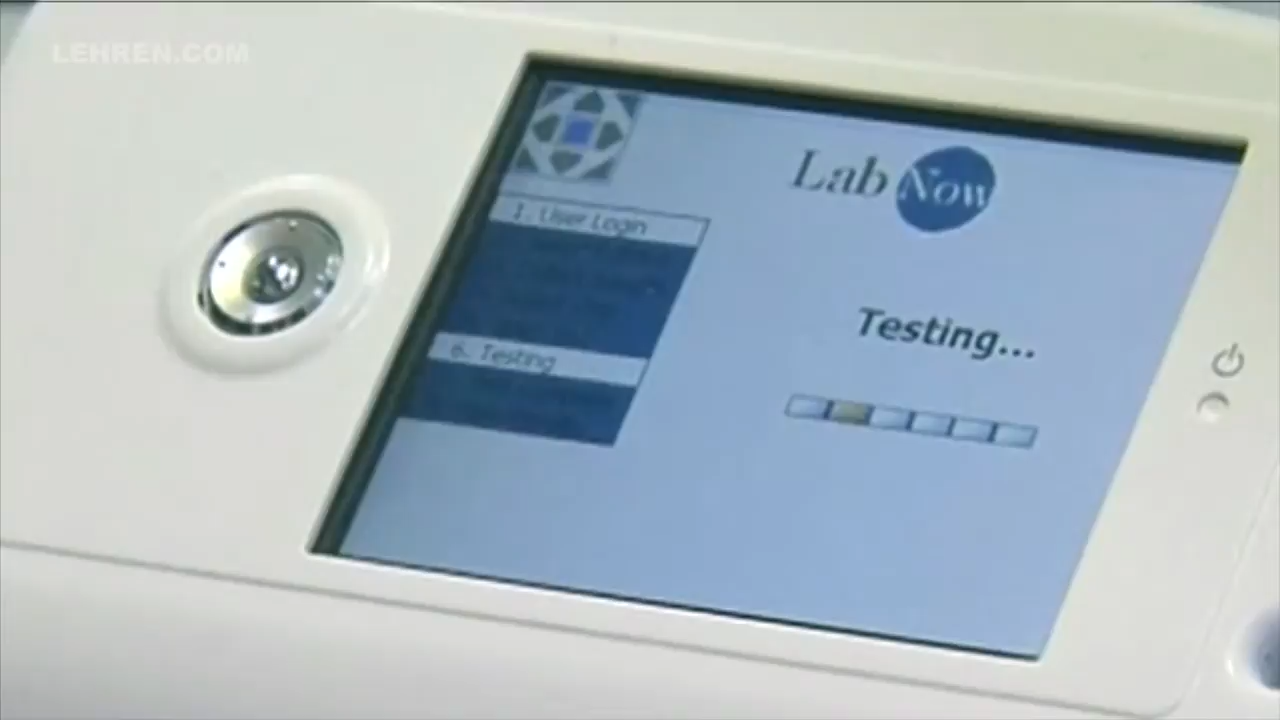 LEHREN.COM
Lab Now
1. User Login
6. Testing
Testing...